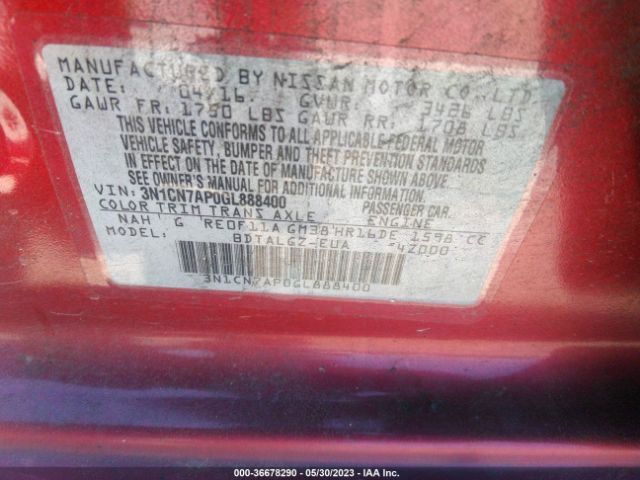 MANUFACTURED BY NISSAN MOTOR CO., LTD.
DATE: 04/16 GVWR: 3426 LBS
GAWR FR: 1750 LBS GAWR RR: 1708 LBS
THIS VEHICLE CONFORMS TO ALL APPLICABLE FEDERAL MOTOR
VEHICLE SAFETY, BUMPER AND THEFT PREVENTION STANDARDS
IN EFFECT ON THE DATE OF MANUFACTURE SHOWN ABOVE.
SEE OWNER'S MANUAL FOR ADDITIONAL INFORMATION.
VIN: 3N1CN7AP0GL888400 PASSENGER CAR.
COLOR TRIM TRANS AXLE ENGINE
NAH G RE0F11A GM38 HR16DE 1598 CC
MODEL: BDTALGZ-EUA -4Z000
3N1CN7AP0GL888400
000-36678290 - 05/30/2023 - IAA Inc.